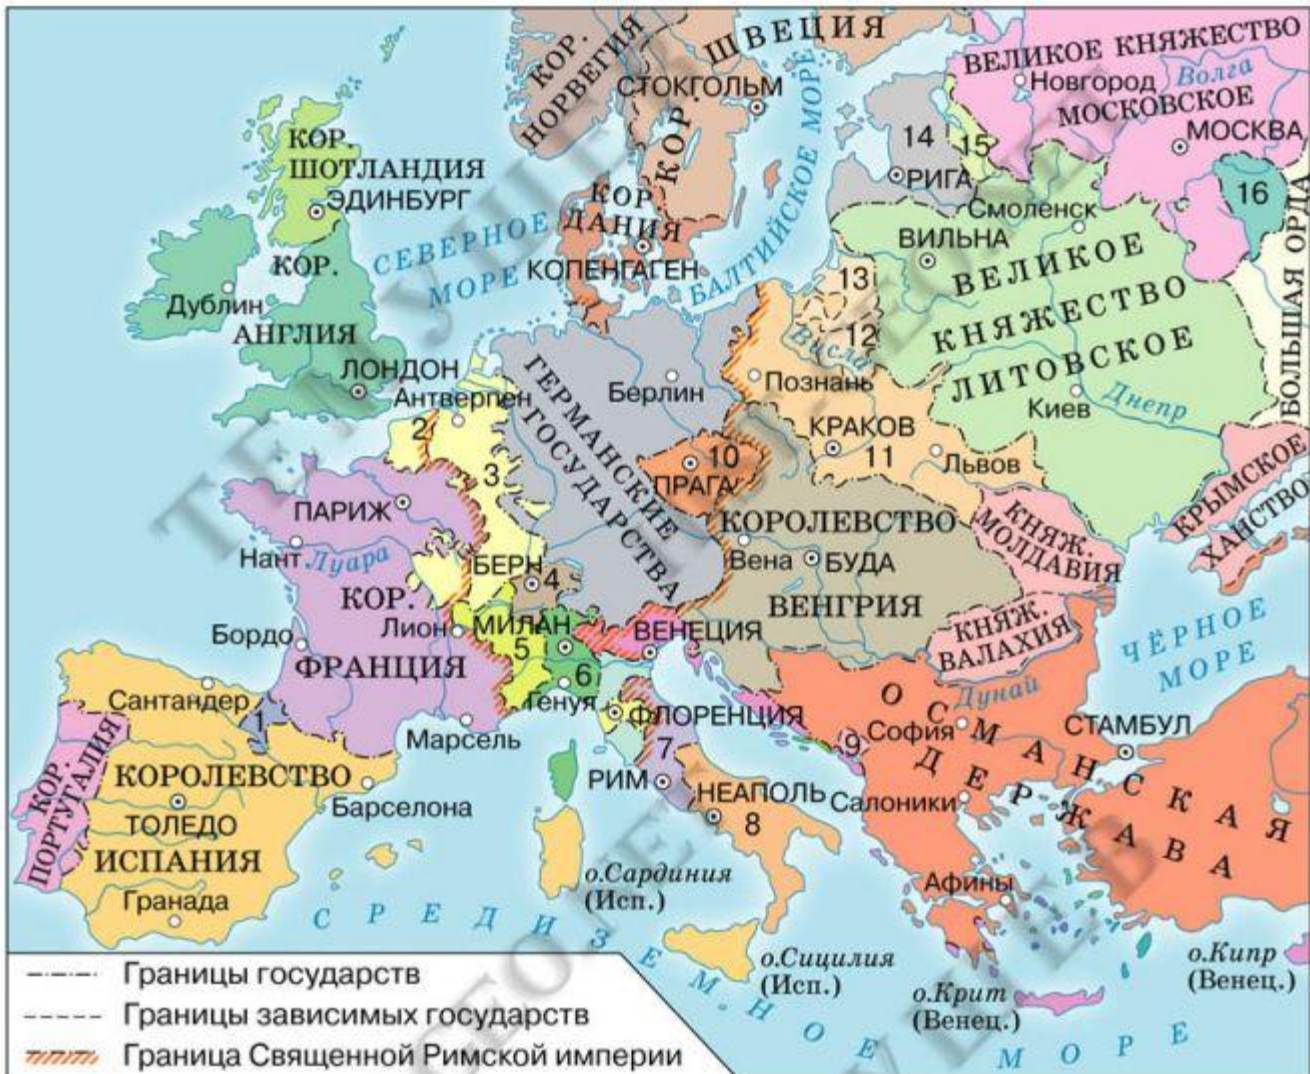 КОР.
НОРВЕГИЯ
КОР.
ШВЕЦИЯ
СТОКГОЛЬМ
БАЛТИЙСКОЕ МОРЕ
ВЕЛИКОЕ КНЯЖЕСТВО
МОСКОВСКОЕ
Новгород
Волга
МОСКВА
14
15
16
РИГА
КОР.
ШОТЛАНДИЯ
ЭДИНБУРГ
КОР.
ДАНИЯ
КОПЕНГАГЕН
СЕВЕРНОЕ
МОРЕ
Смоленск
ВИЛЬНА
ВЕЛИКОЕ
КНЯЖЕСТВО
ЛИТОВСКОЕ
БОЛЬШАЯ ОРДА
КОР.
АНГЛИЯ
Дублин
ЛОНДОН
Антверпен
ГЕРМАНСКИЕ
ГОСУДАРСТВА
Берлин
13
12
Висла
Познань
Киев
Днепр
КРАКОВ
11
Львов
2
3
10
ПРАГА
ПАРИЖ
Нант
Луара
КОР.
ФРАНЦИЯ
БЕРН
4
КОРОЛЕВСТВО
ВЕНГРИЯ
Вена
БУДА
КНЯЖ.
МОЛДАВИЯ
КРЫМСКОЕ
ХАНСТВО
КНЯЖ.
ВАЛАХИЯ
ЧЁРНОЕ
МОРЕ
Бордо
Лион
МИЛАН
5
6
ВЕНЕЦИЯ
Генуя
ФЛОРЕНЦИЯ
Марсель
Сантандер
1
КОР.
ПОРТУГАЛИЯ
КОРОЛЕВСТВО
ИСПАНИЯ
ТОЛЕДО
Барселона
Гранада
7
РИМ
НЕАПОЛЬ
8
9
Дунай
София
ОСМАНСКАЯ
ДЕРЖАВА
СТАМБУЛ
Салоники
Афины
о.Сардиния
(Исп.)
о.Сицилия
(Исп.)
о.Крит
(Венец.)
о.Кипр
(Венец.)
СРЕДИЗЕМНОЕ МОРЕ
Границы государств
Границы зависимых государств
Граница Священной Римской империи